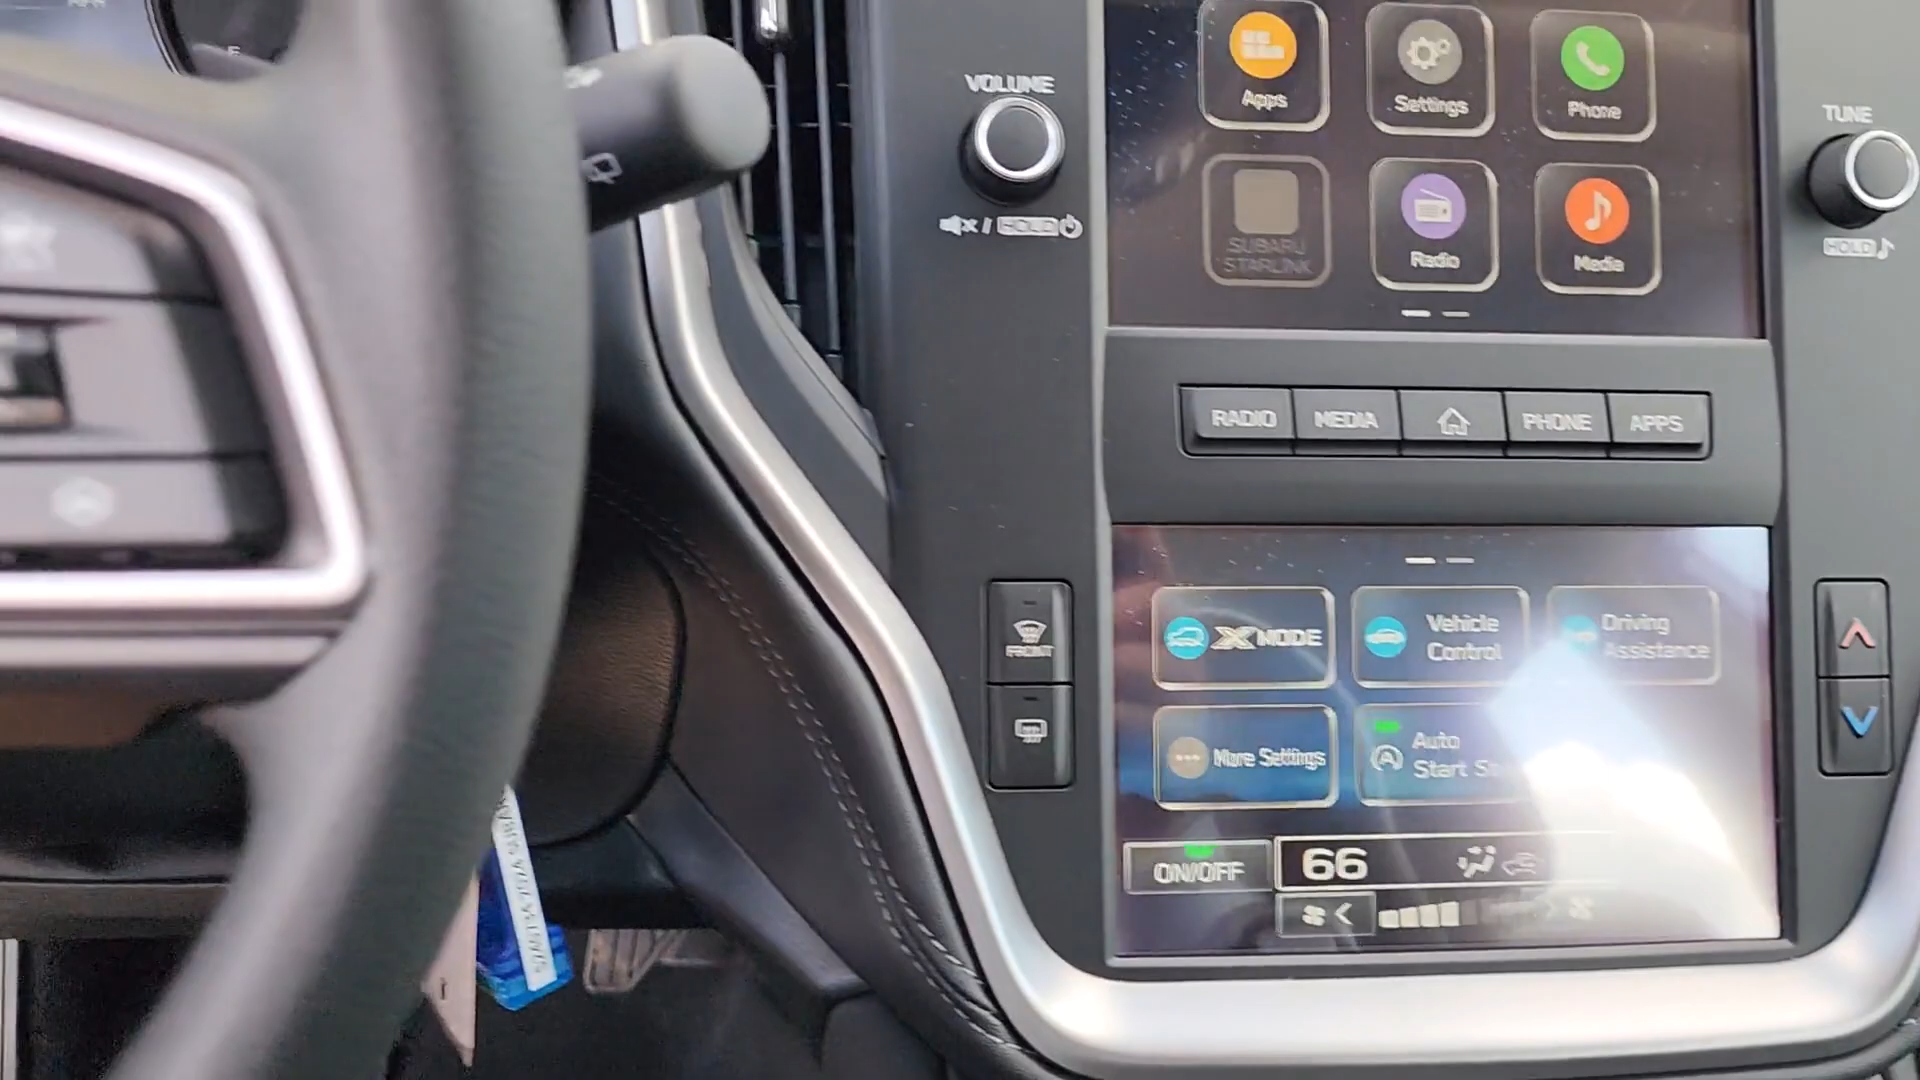 VOLUME
HOLD
TUNE
HOLD
Apps
Settings
Phone
SUBARU
STARLINK
Radio
Media
RADIO
MEDIA
PHONE
APPS
FRONT
X MODE
Vehicle
Control
Driving
Assistance
More Settings
Auto
Start
ON/OFF
66